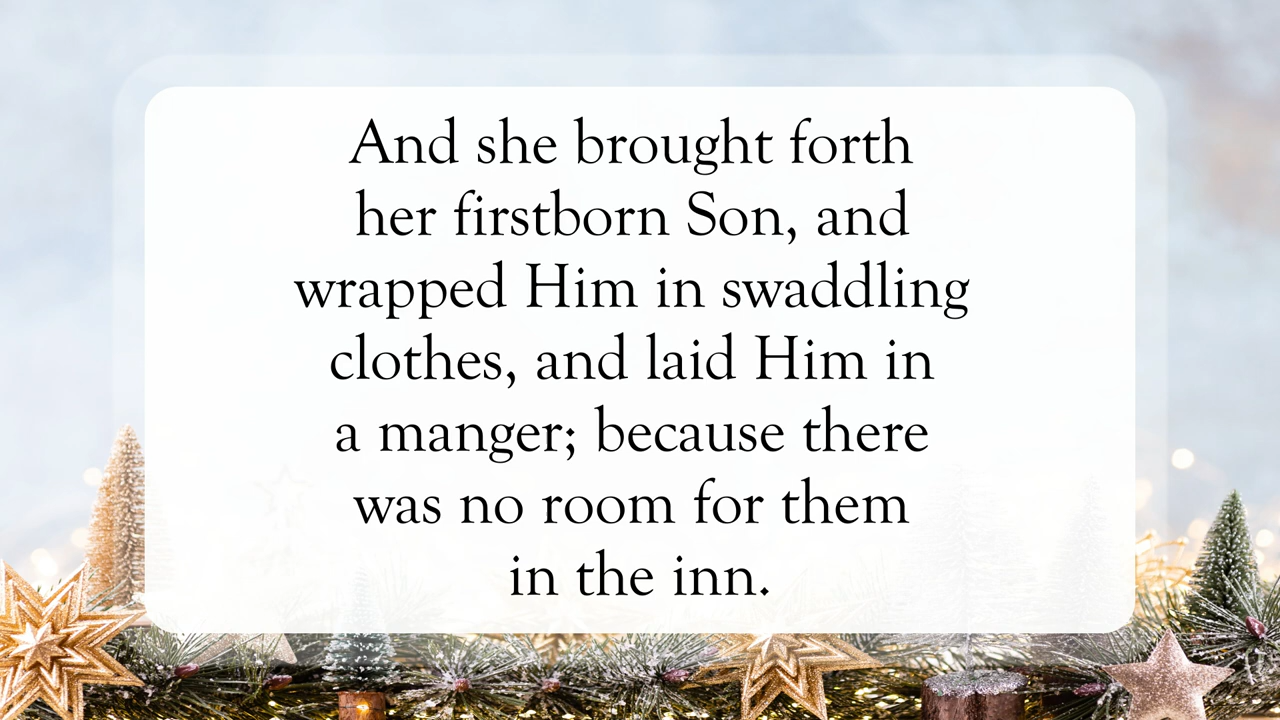 And she brought forth
her firstborn Son, and
wrapped Him in swaddling
clothes, and laid Him in
a manger; because there
was no room for them
in the inn.